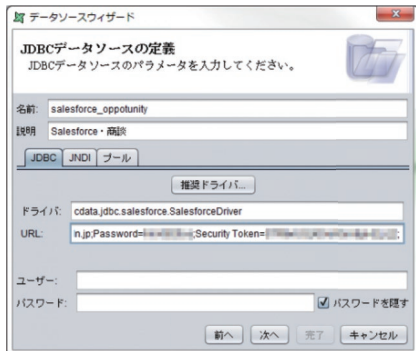 データソースウィザード
JDBCデータソースの定義
JDBCデータソースのパラメータを入力してください。
名前: salesforce_oppotunity
説明 Salesforce・商談
JDBC JNDI プール
推奨ドライバ...
ドライバ: cdata.jdbc.salesforce.SalesforceDriver
URL: n.jp;Password= ;Security Token= ;
ユーザー:
パスワード: パスワードを隠す
前へ 次へ 完了 キャンセル